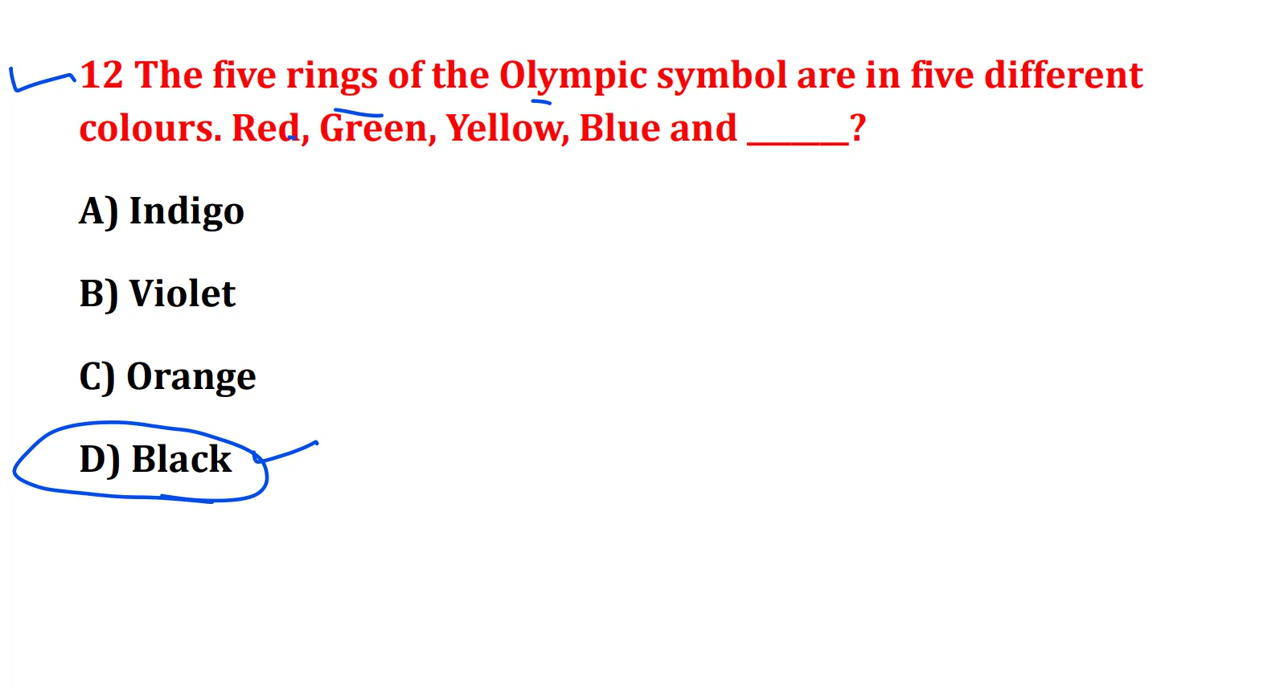 12 The five rings of the Olympic symbol are in five different
colours. Red, Green, Yellow, Blue and ______?
A) Indigo
B) Violet
C) Orange
D) Black